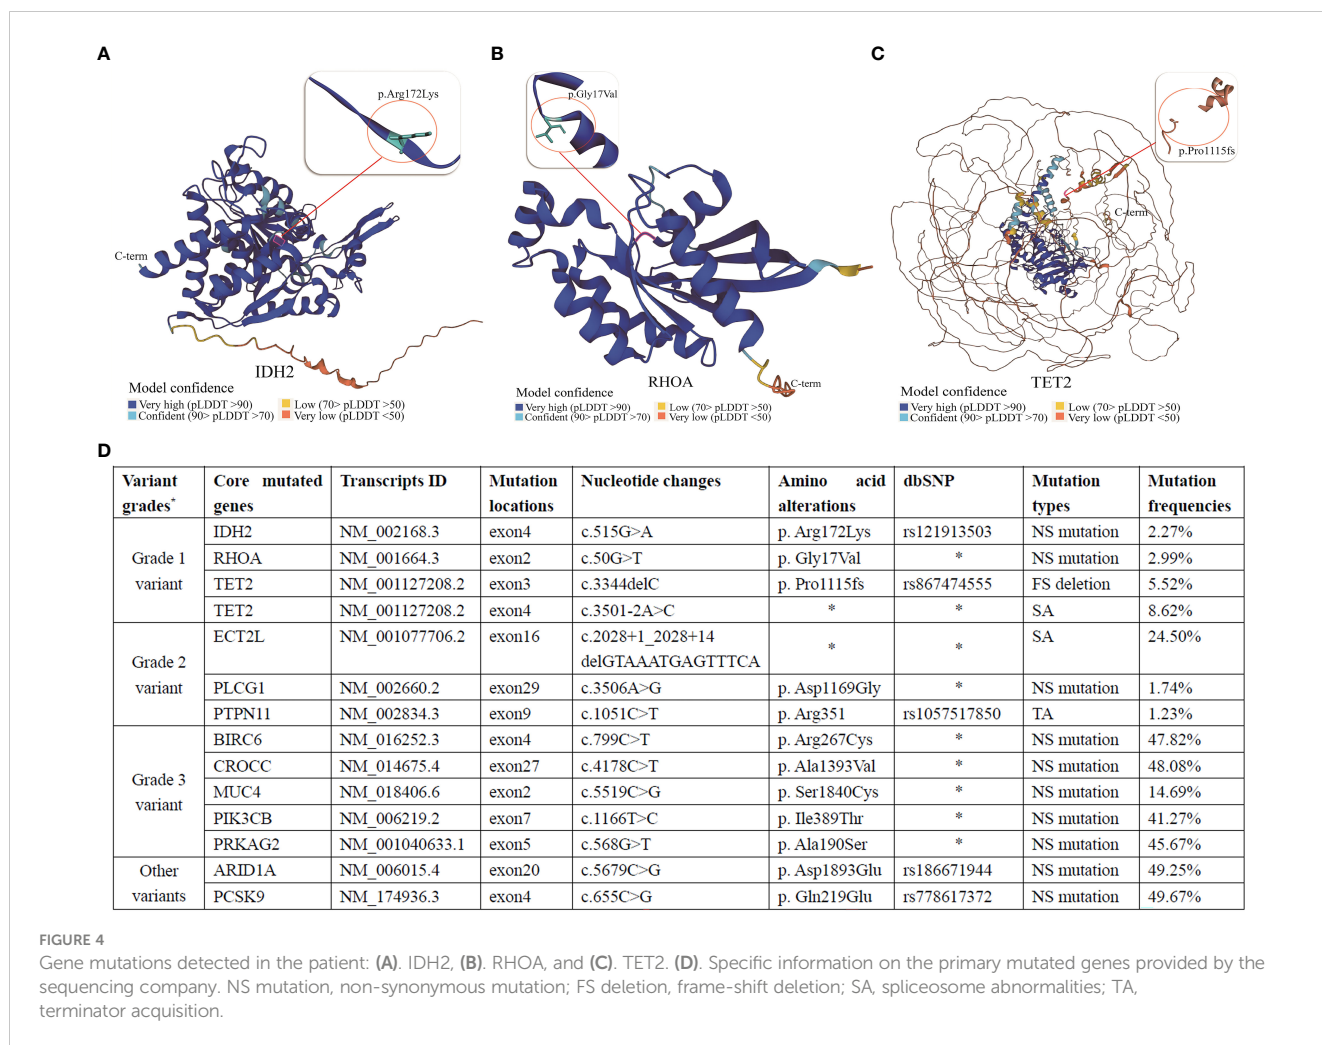 A
p.Arg172Lys
C-term
IDH2
Model confidence
Very high (pLDDT >90)
Low (70> pLDDT >50)
Confident (90> pLDDT >70)
Very low (pLDDT <50)
B
p.Gly17Val
C-term
RHOA
Model confidence
Very high (pLDDT >90)
Low (70> pLDDT >50)
Confident (90> pLDDT >70)
Very low (pLDDT <50)
C
p.Pro1115fs
C-term
TET2
Model confidence
Very high (pLDDT >90)
Low (70> pLDDT >50)
Confident (90> pLDDT >70)
Very low (pLDDT <50)
D
Variant grades* Core mutated genes Transcripts ID Mutation locations Nucleotide changes Amino acid alterations dbSNP Mutation types Mutation frequencies
Grade 1 variant
IDH2 NM_002168.3 exon4 c.515G>A p. Arg172Lys rs121913503 NS mutation 2.27%
RHOA NM_001664.3 exon2 c.50G>T p. Gly17Val * NS mutation 2.99%
TET2 NM_001127208.2 exon3 c.3344delC p. Pro1115fs rs867474555 FS deletion 5.52%
TET2 NM_001127208.2 exon4 c.3501-2A>C * * SA 8.62%
Grade 2 variant
ECT2L NM_001077706.2 exon16 c.2028+1_2028+14 delGTAAATGAGTTTCA * * SA 24.50%
PLCG1 NM_002660.2 exon29 c.3506A>G p. Asp1169Gly * NS mutation 1.74%
PTPN11 NM_002834.3 exon9 c.1051C>T p. Arg351 rs1057517850 TA 1.23%
Grade 3 variant
BIRC6 NM_016252.3 exon4 c.799C>T p. Arg267Cys * NS mutation 47.82%
CROCC NM_014675.4 exon27 c.4178C>T p. Ala1393Val * NS mutation 48.08%
MUC4 NM_018406.6 exon2 c.5519C>G p. Ser1840Cys * NS mutation 14.69%
PIK3CB NM_006219.2 exon7 c.1166T>C p. Ile389Thr * NS mutation 41.27%
PRKAG2 NM_001040633.1 exon5 c.568G>T p. Ala190Ser * NS mutation 45.67%
Other variants
ARID1A NM_006015.4 exon20 c.5679C>G p. Asp1893Glu rs186671944 NS mutation 49.25%
PCSK9 NM_174936.3 exon4 c.655C>G p. Gln219Glu rs778617372 NS mutation 49.67%
FIGURE 4
Gene mutations detected in the patient: (A). IDH2, (B). RHOA, and (C). TET2. (D). Specific information on the primary mutated genes provided by the
sequencing company. NS mutation, non-synonymous mutation; FS deletion, frame-shift deletion; SA, spliceosome abnormalities; TA,
terminator acquisition.